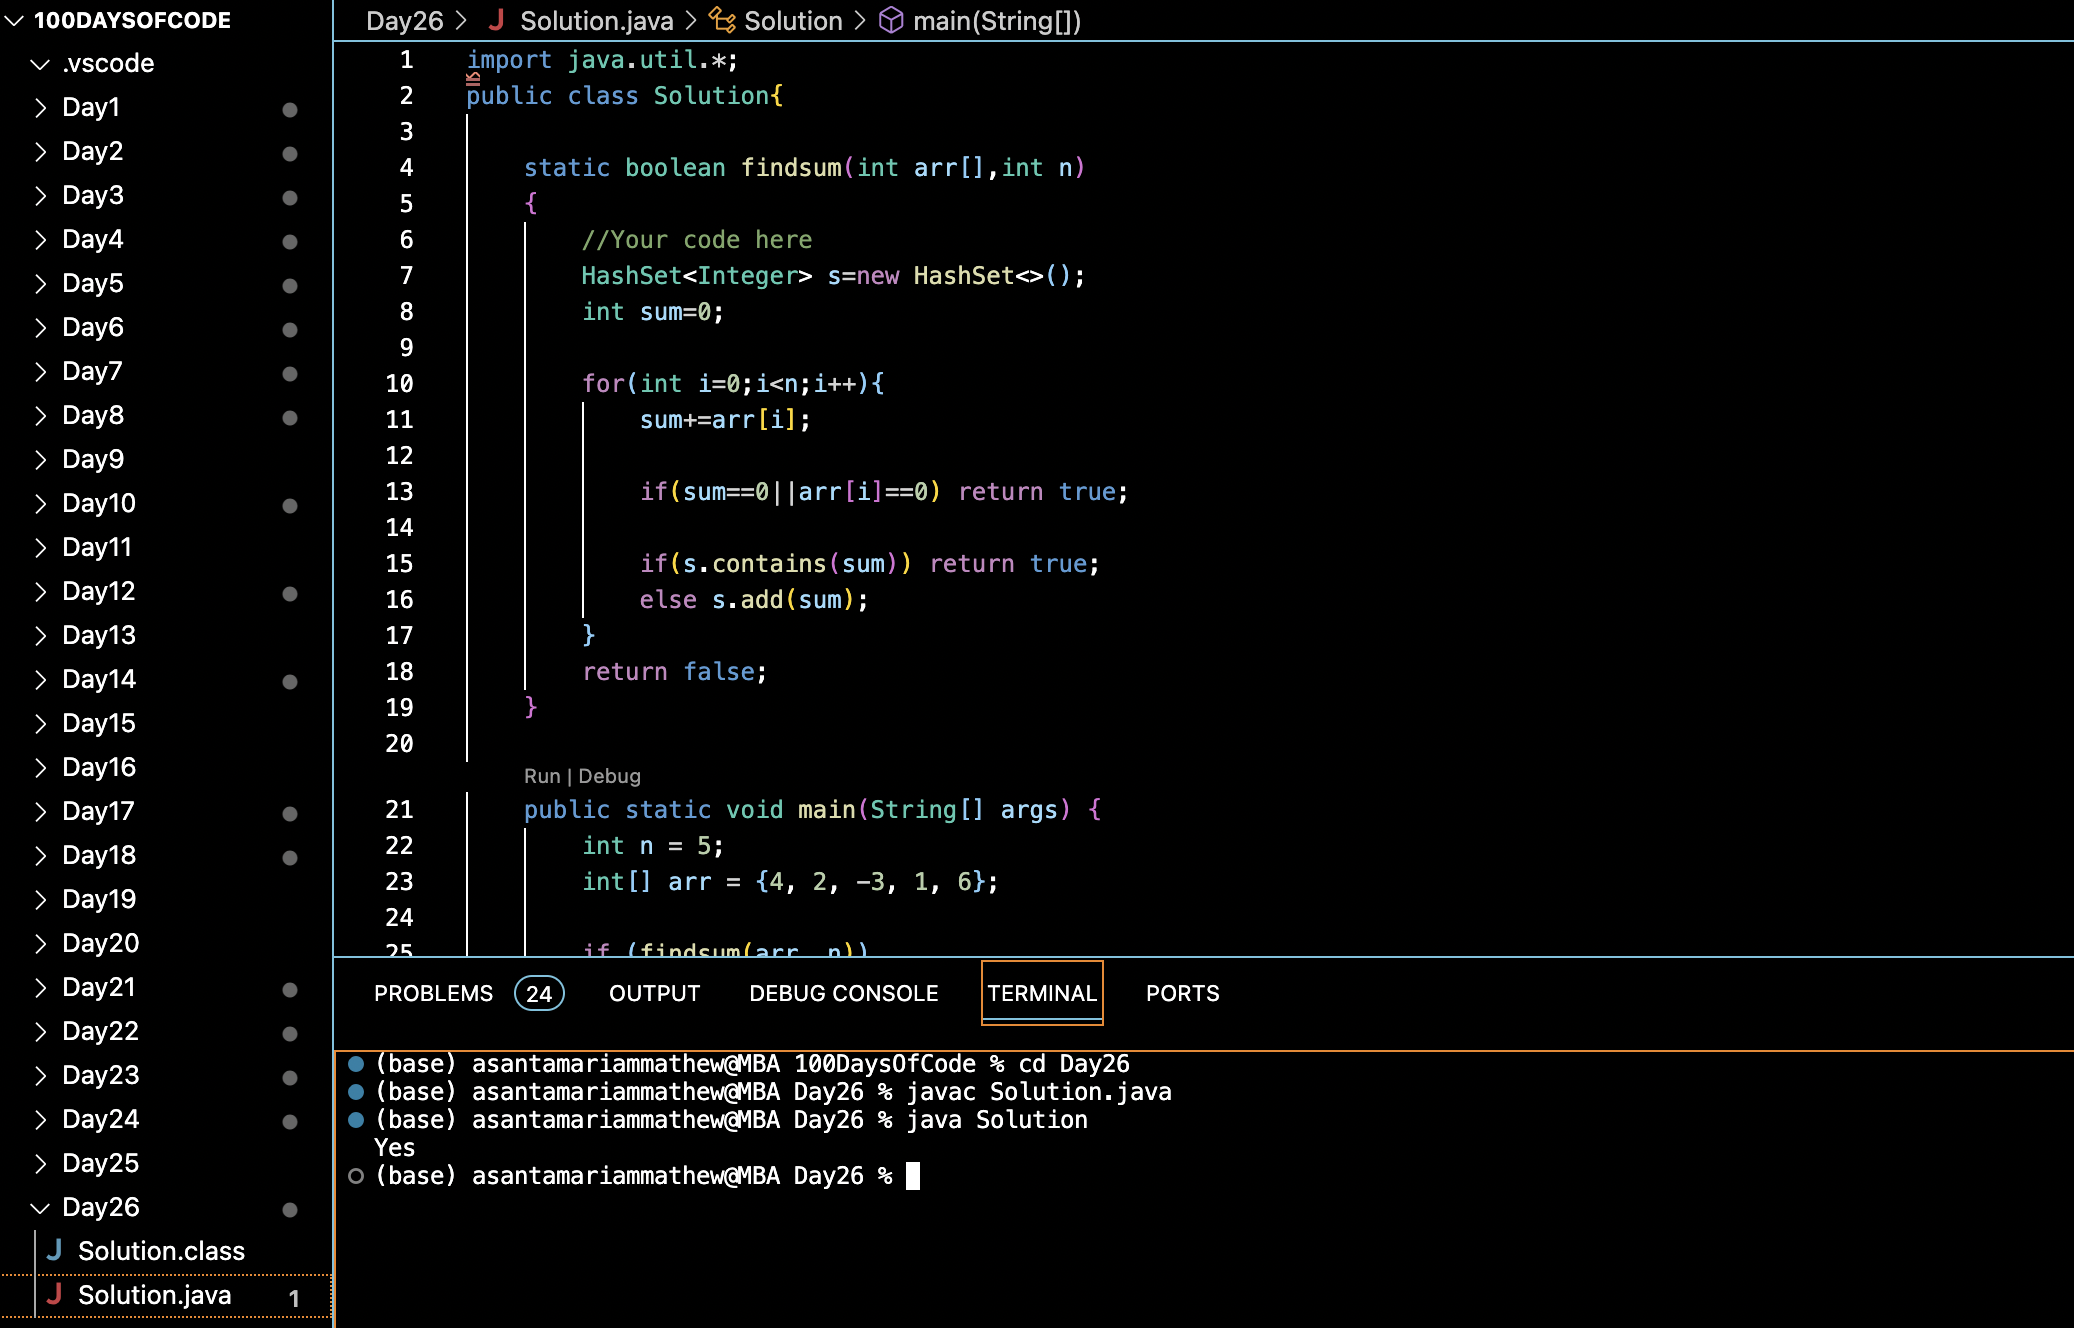 100DAYSOFCODE
.vscode
Day1
Day2
Day3
Day4
Day5
Day6
Day7
Day8
Day9
Day10
Day11
Day12
Day13
Day14
Day15
Day16
Day17
Day18
Day19
Day20
Day21
Day22
Day23
Day24
Day25
Day26
Solution.class
Solution.java 1
Day26 > Solution.java > Solution > main(String[])
1 import java.util.*;
2 public class Solution{
3
4 static boolean findsum(int arr[],int n)
5 {
6 //Your code here
7 HashSet<Integer> s=new HashSet<>();
8 int sum=0;
9
10 for(int i=0;i<n;i++){
11 sum+=arr[i];
12
13 if(sum==0||arr[i]==0) return true;
14
15 if(s.contains(sum)) return true;
16 else s.add(sum);
17 }
18 return false;
19 }
20
Run | Debug
21 public static void main(String[] args) {
22 int n = 5;
23 int[] arr = {4, 2, -3, 1, 6};
24
25 if (findsum(arr, n))
PROBLEMS 24 OUTPUT DEBUG CONSOLE TERMINAL PORTS
(base) asantamariammathew@MBA 100DaysOfCode % cd Day26
(base) asantamariammathew@MBA Day26 % javac Solution.java
(base) asantamariammathew@MBA Day26 % java Solution
Yes
(base) asantamariammathew@MBA Day26 %